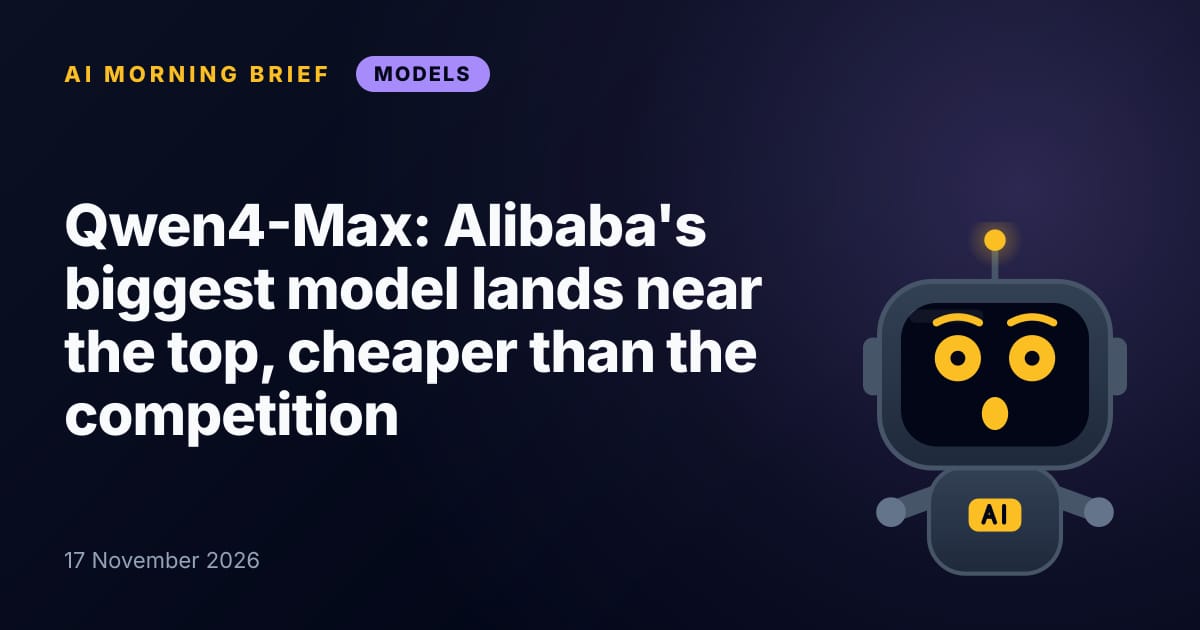 AI MORNING BRIEF MODELS
Qwen4-Max: Alibaba's
biggest model lands near
the top, cheaper than the
competition
AI
17 November 2026